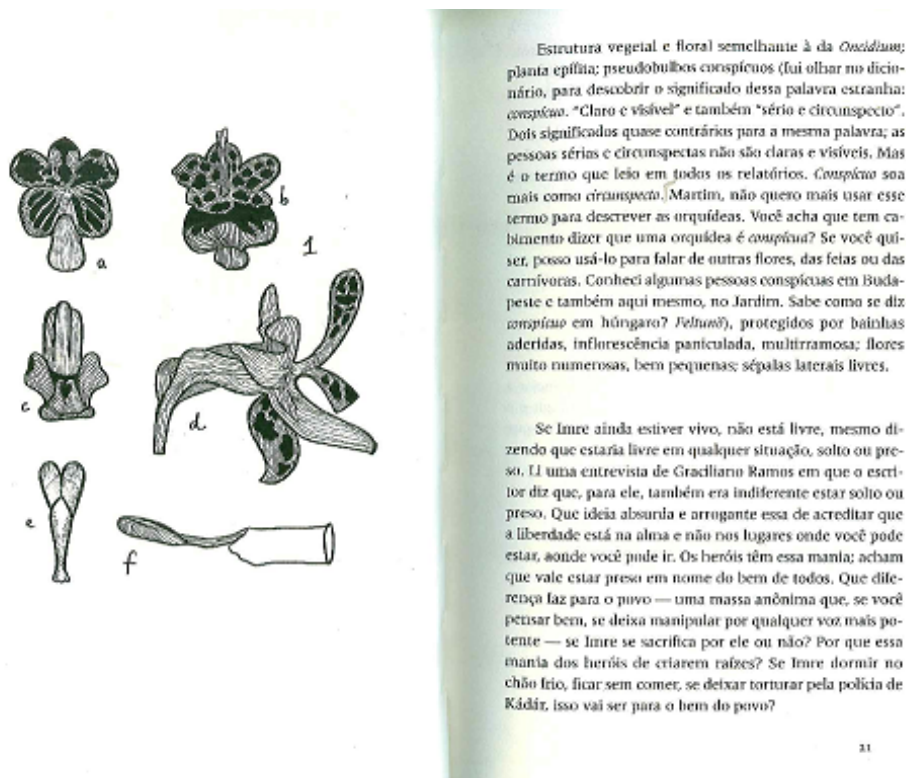 a
b
1
c
d
e
f
Estrutura vegetal e floral semelhante à da Oncidium;
planta epífita; pseudobulbos conspícuos (fui olhar no dicio-
nário, para descobrir o significado dessa palavra estranha:
conspícuo. “Claro e visível” e também “sério e circunspecto”.
Dois significados quase contrários para a mesma palavra; as
pessoas sérias e circunspectas não são claras e visíveis. Mas
é o termo que leio em todos os relatórios. Conspícuo soa
mais como circunspecto. Martim, não quero mais usar esse
termo para descrever as orquídeas. Você acha que tem ca-
bimento dizer que uma orquídea é conspícua? Se você qui-
ser, posso usá-lo para falar de outras flores, das feias ou das
carnívoras. Conheci algumas pessoas conspícuas em Buda-
peste e também aqui mesmo, no Jardim. Sabe como se diz
conspícuo em húngaro? Feltunő), protegidos por bainhas
aderidas, inflorescência paniculada, multirramosa; flores
muito numerosas, bem pequenas; sépalas laterais livres.
Se Imre ainda estiver vivo, não está livre, mesmo di-
zendo que estaria livre em qualquer situação, solto ou pre-
so. Li uma entrevista de Graciliano Ramos em que o escri-
tor diz que, para ele, também era indiferente estar solto ou
preso. Que ideia absurda e arrogante essa de acreditar que
a liberdade está na alma e não nos lugares onde você pode
estar, aonde você pode ir. Os heróis têm essa mania; acham
que vale estar preso em nome do bem de todos. Que dife-
rença faz para o povo — uma massa anônima que, se você
pensar bem, se deixa manipular por qualquer voz mais po-
tente — se Imre se sacrifica por ele ou não? Por que essa
mania dos heróis de criarem raízes? Se Imre dormir no
chão frio, ficar sem comer, se deixar torturar pela polícia de
Kádár, isso vai ser para o bem do povo?
21